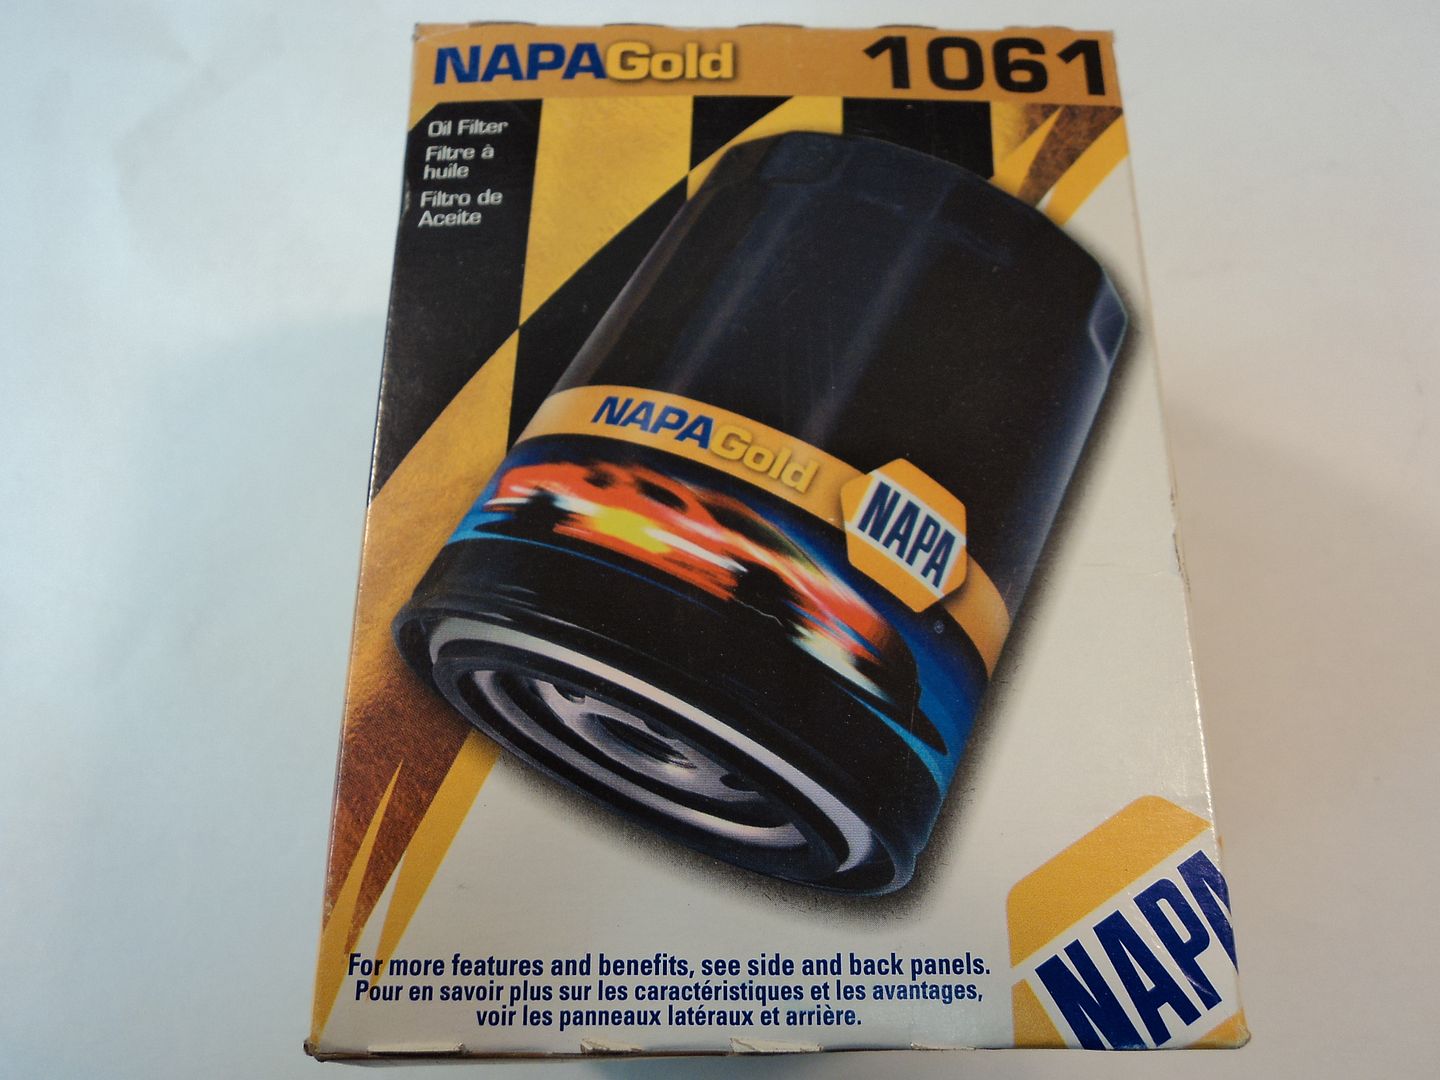 NAPAGold 1061
Oil Filter
Filtre à
huile
Filtro de
Aceite
NAPAGold
NAPA
®
NAPA
For more features and benefits, see side and back panels.
Pour en savoir plus sur les caractéristiques et les avantages,
voir les panneaux latéraux et arrière.